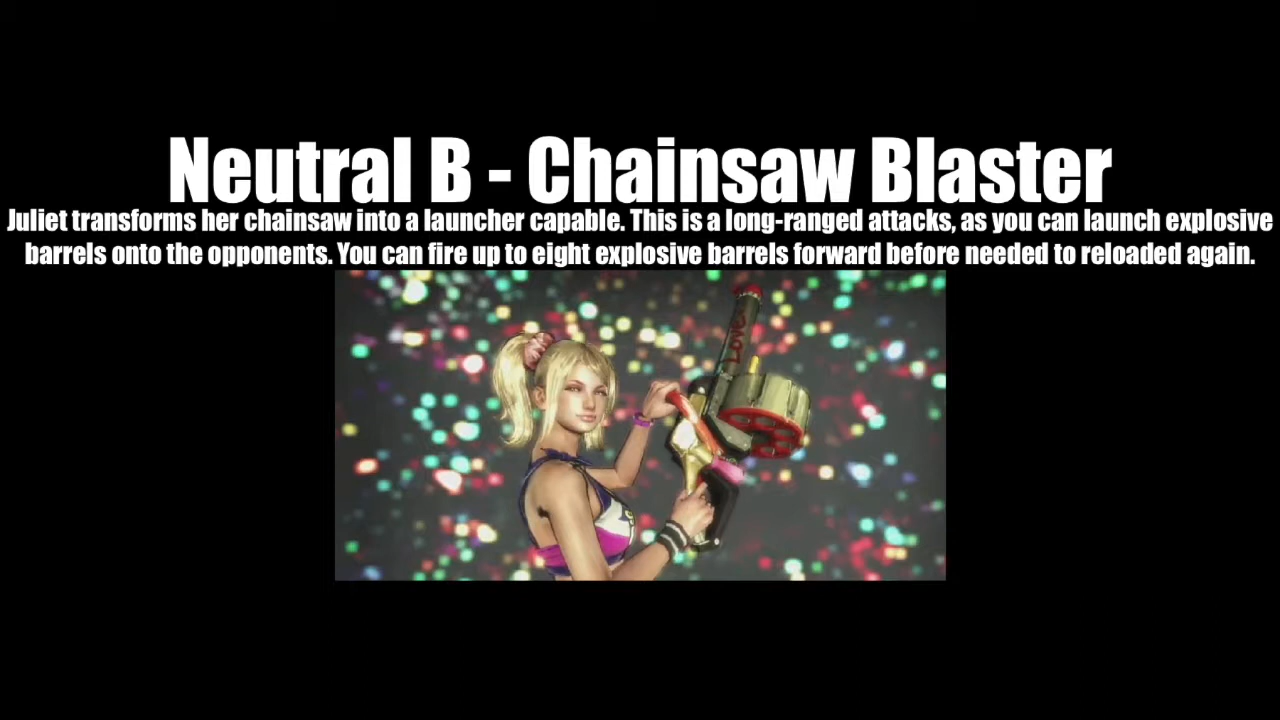 Neutral B - Chainsaw Blaster
Juliet transforms her chainsaw into a launcher capable. This is a long-ranged attacks, as you can launch explosive
barrels onto the opponents. You can fire up to eight explosive barrels forward before needed to reloaded again.
Love